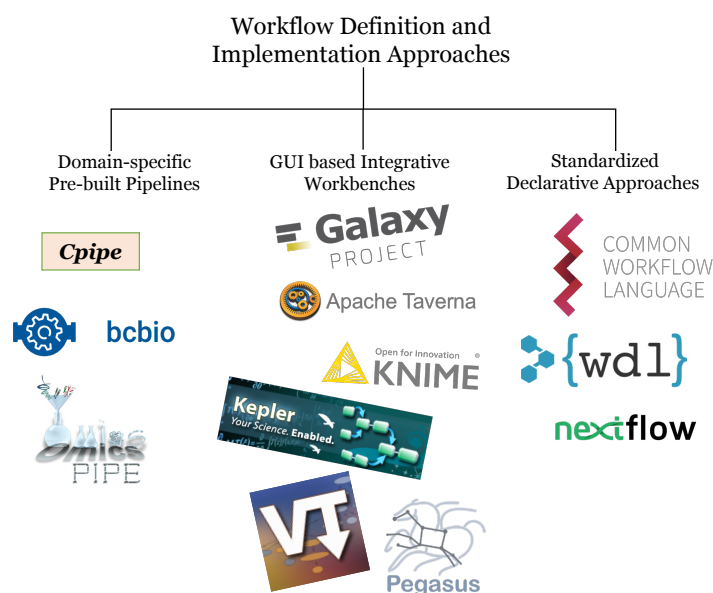 Workflow Definition and
Implementation Approaches
Domain-specific
Pre-built Pipelines
GUI based Integrative
Workbenches
Standardized
Declarative Approaches
Cpipe
bcbio
Omics
PIPE
Galaxy
PROJECT
Apache Taverna
Open for Innovation
KNIME
®
Kepler
Your Science. Enabled.
VT
Pegasus
COMMON
WORKFLOW
LANGUAGE
{wdl}
nextflow